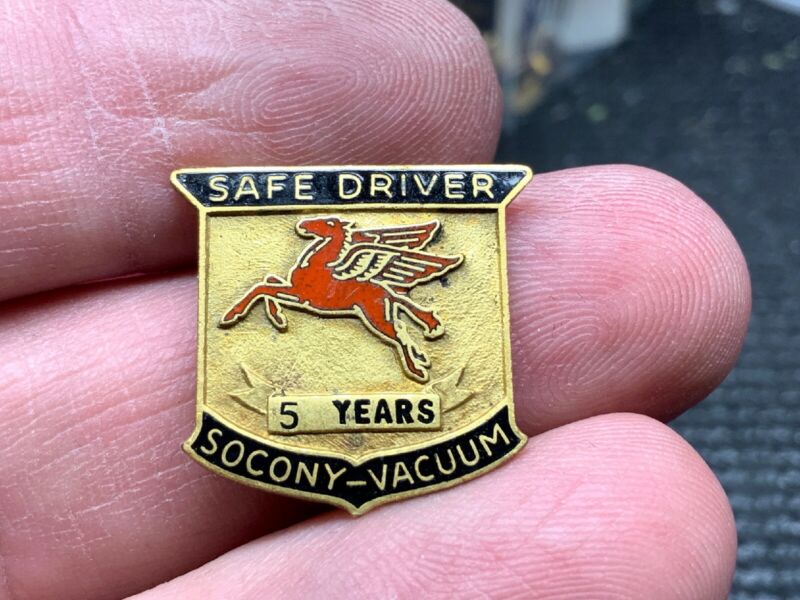 SAFE DRIVER
5 YEARS
SOCONY-VACUUM